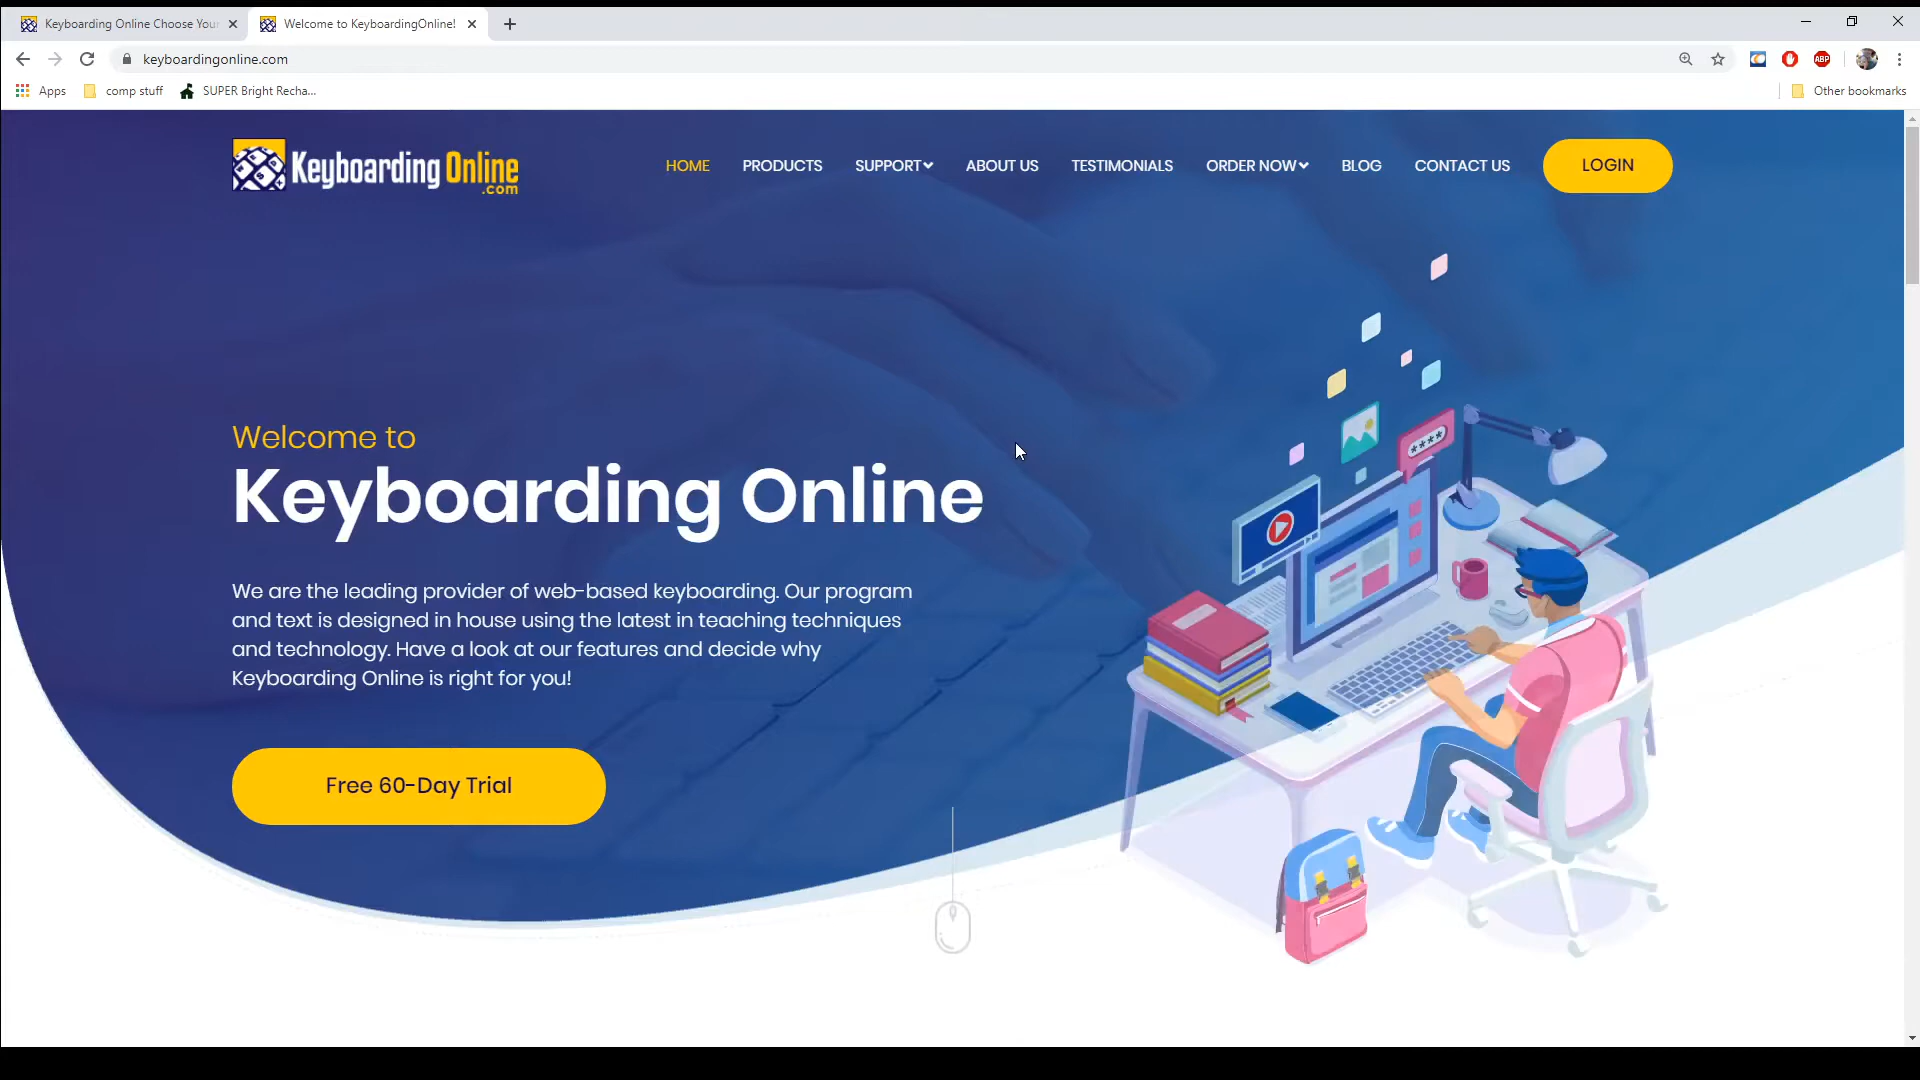 Keyboarding Online Choose Your
Welcome to KeyboardingOnline!
keyboardingonline.com
ABP
Apps
comp stuff
SUPER Bright Recha...
Other bookmarks
Keyboarding Online
.com
HOME
PRODUCTS
SUPPORT
ABOUT US
TESTIMONIALS
ORDER NOW
BLOG
CONTACT US
LOGIN
Welcome to
Keyboarding Online
We are the leading provider of web-based keyboarding. Our program
and text is designed in house using the latest in teaching techniques
and technology. Have a look at our features and decide why
Keyboarding Online is right for you!
Free 60-Day Trial